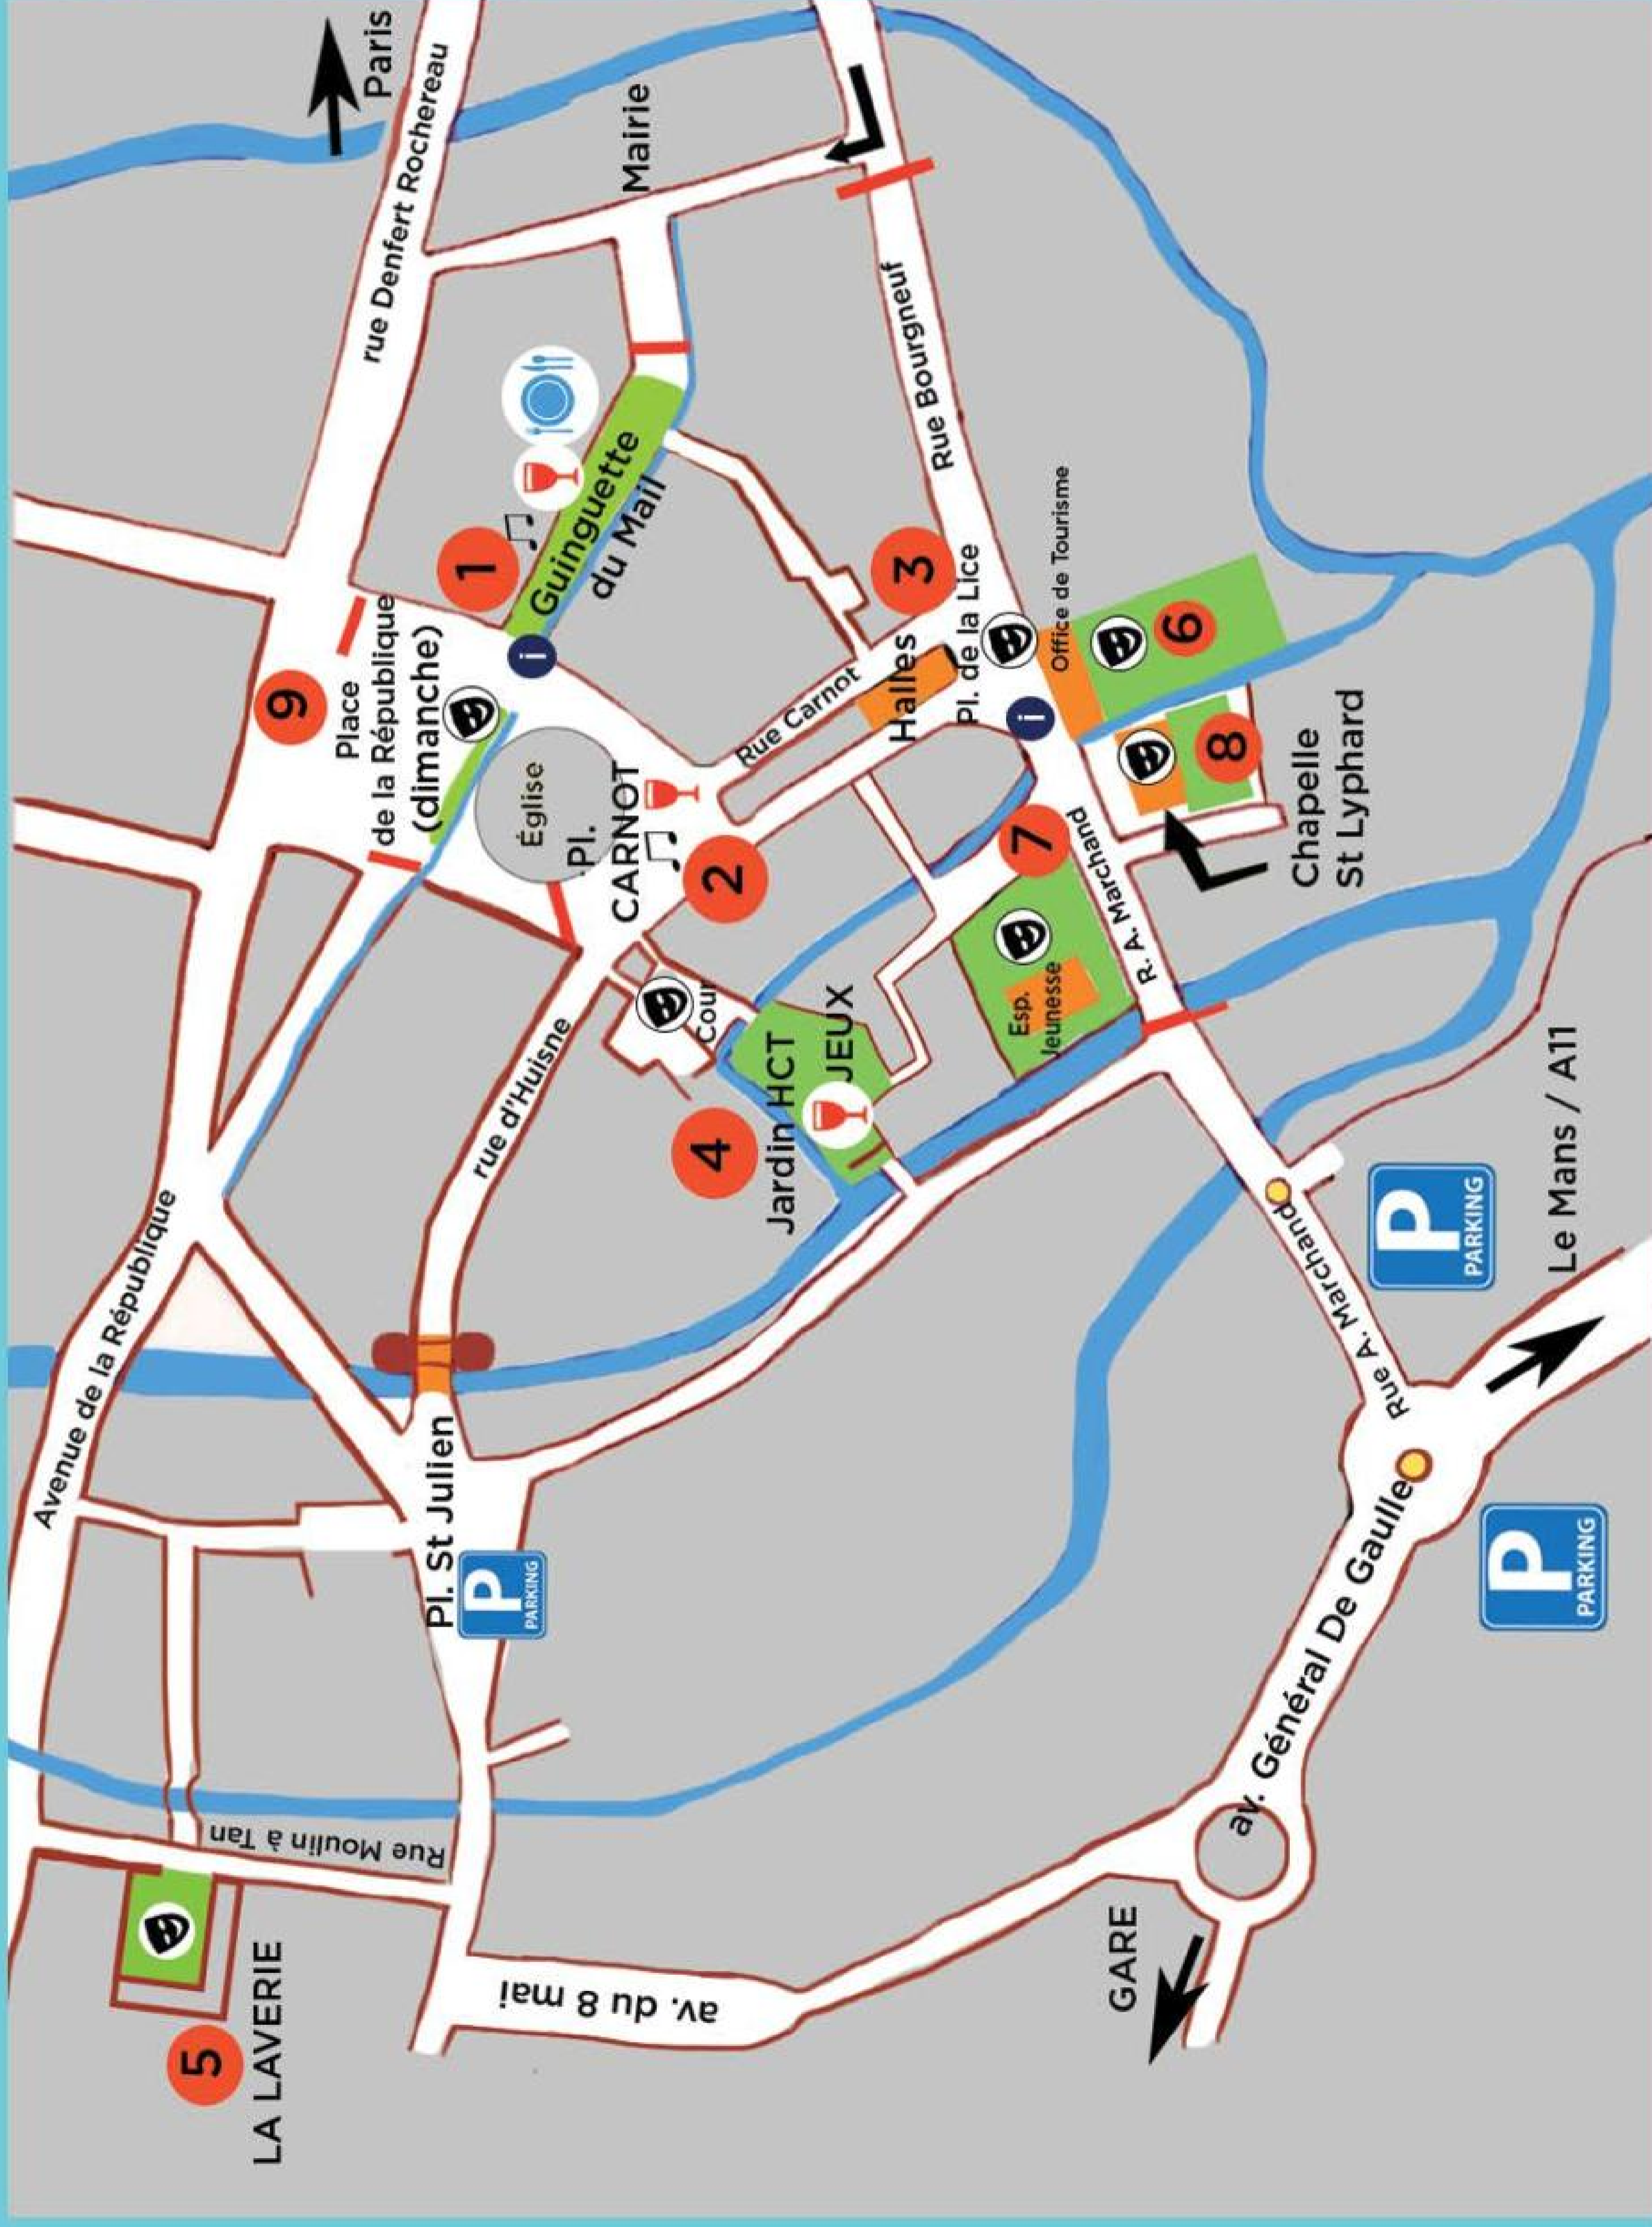 Paris
rue Denfert Rochereau
Mairie
9
Place
de la République
(dimanche)
1
Guinguette
du Mail
i
Église
Pl.
CARNOT
2
Rue Carnot
Halles
3
Pl. de la Lice
Rue Bourgneuf
Office de Tourisme
i
6
8
Chapelle
St Lyphard
7
R. A. Marchand
Esp.
Jeunesse
Cour
4
Jardin HCT
JEUX
rue d'Huisne
Avenue de la République
Pl. St Julien
P
PARKING
Rue Moulin à Tan
5
LA LAVERIE
av. du 8 mai
GARE
av. Général De Gaulle
Rue A. Marchand
P
PARKING
P
PARKING
Le Mans / A11